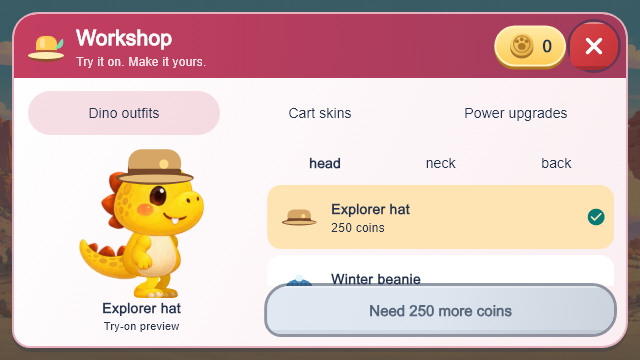 Workshop
Try it on. Make it yours.
0
Dino outfits
Cart skins
Power upgrades
head
neck
back
Explorer hat
250 coins
Winter beanie
Explorer hat
Try-on preview
Need 250 more coins